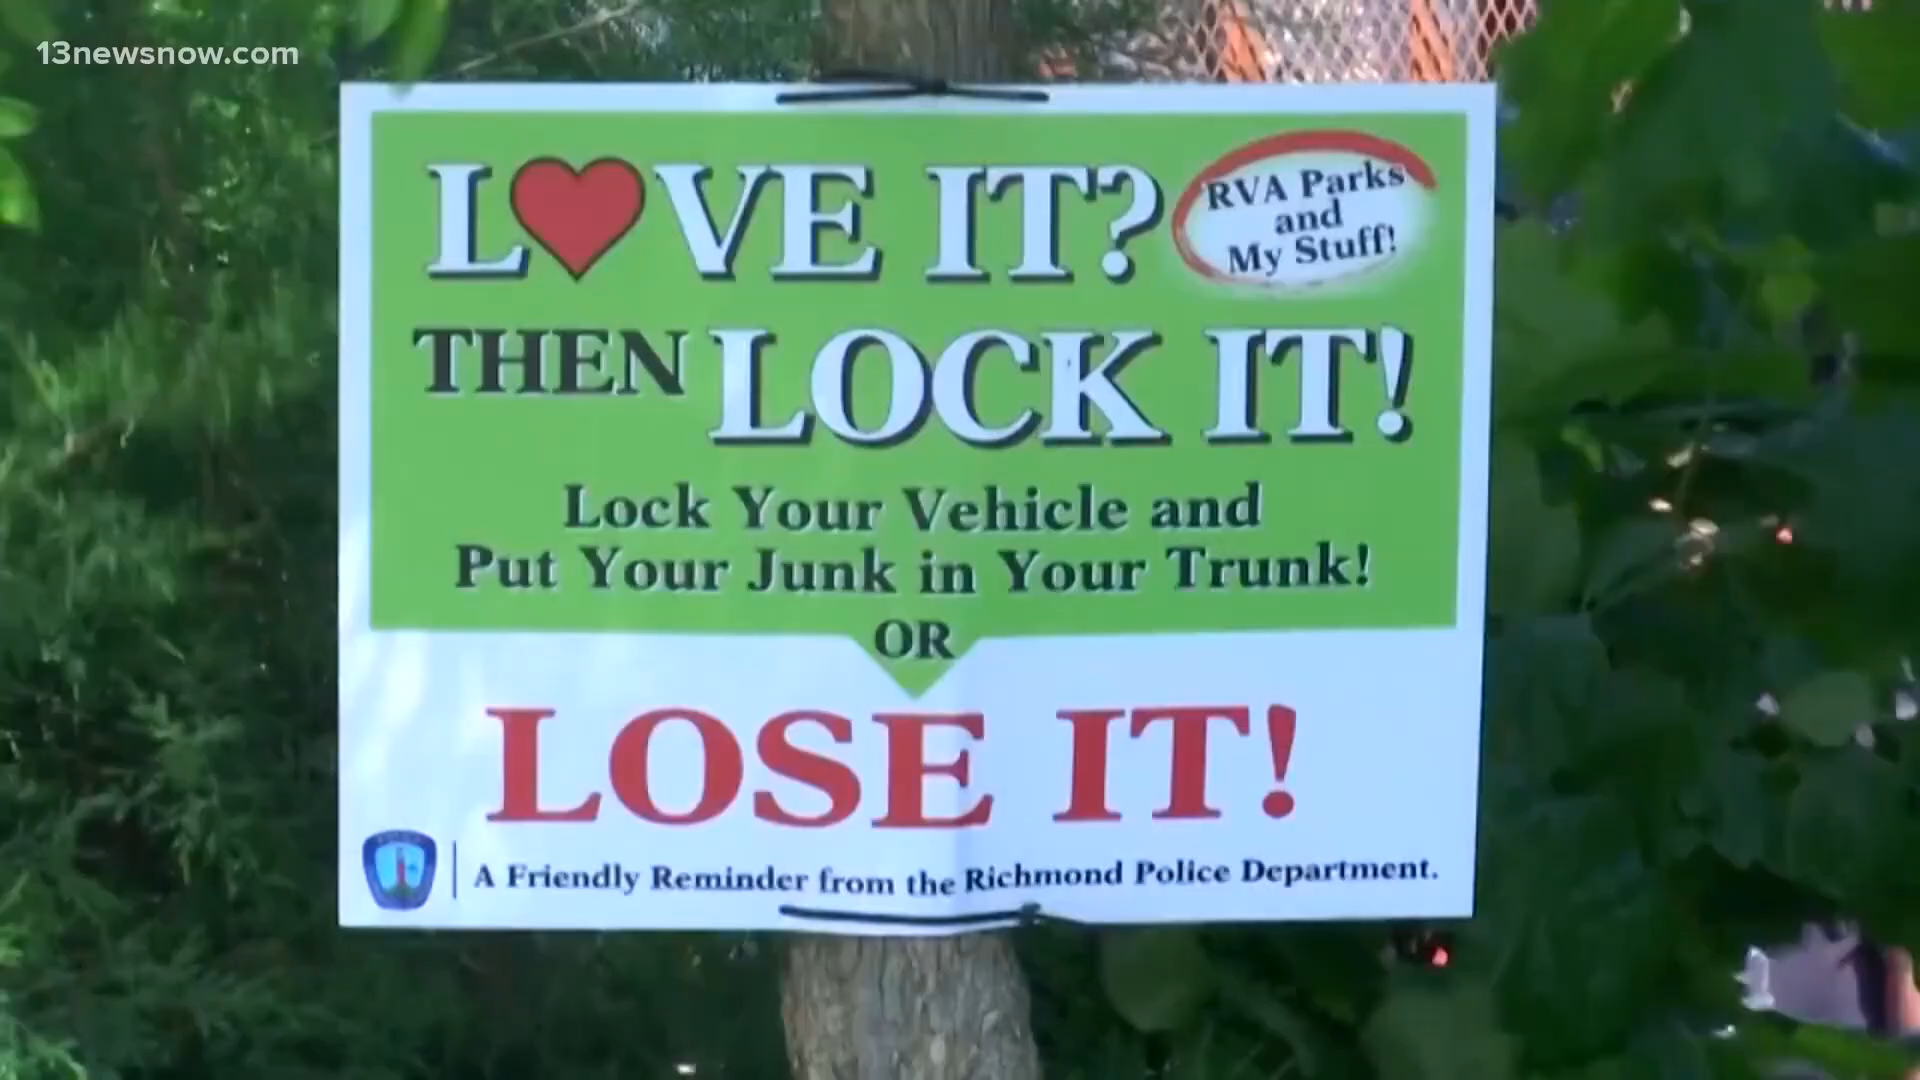 13newsnow.com
L❤VE IT?
RVA Parks
and
My Stuff!
THEN LOCK IT!
Lock Your Vehicle and
Put Your Junk in Your Trunk!
OR
LOSE IT!
A Friendly Reminder from the Richmond Police Department.